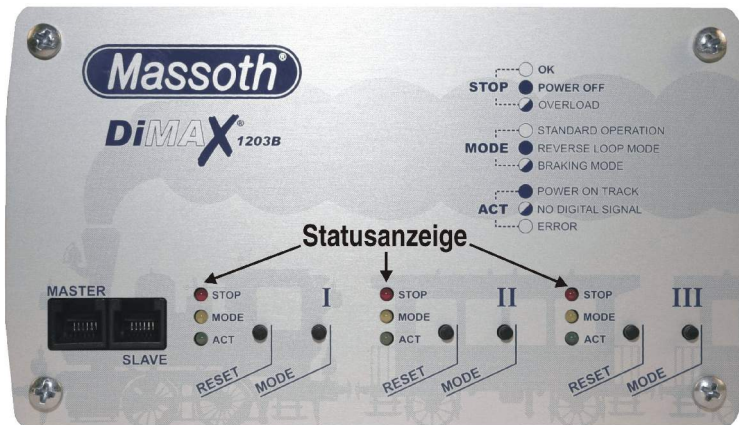 Massoth®
DiMAX® 1203B
STOP
OK
POWER OFF
OVERLOAD
MODE
STANDARD OPERATION
REVERSE LOOP MODE
BRAKING MODE
ACT
POWER ON TRACK
NO DIGITAL SIGNAL
ERROR
Statusanzeige
MASTER
SLAVE
STOP
MODE
ACT
I
RESET
MODE
STOP
MODE
ACT
II
RESET
MODE
STOP
MODE
ACT
III
RESET
MODE